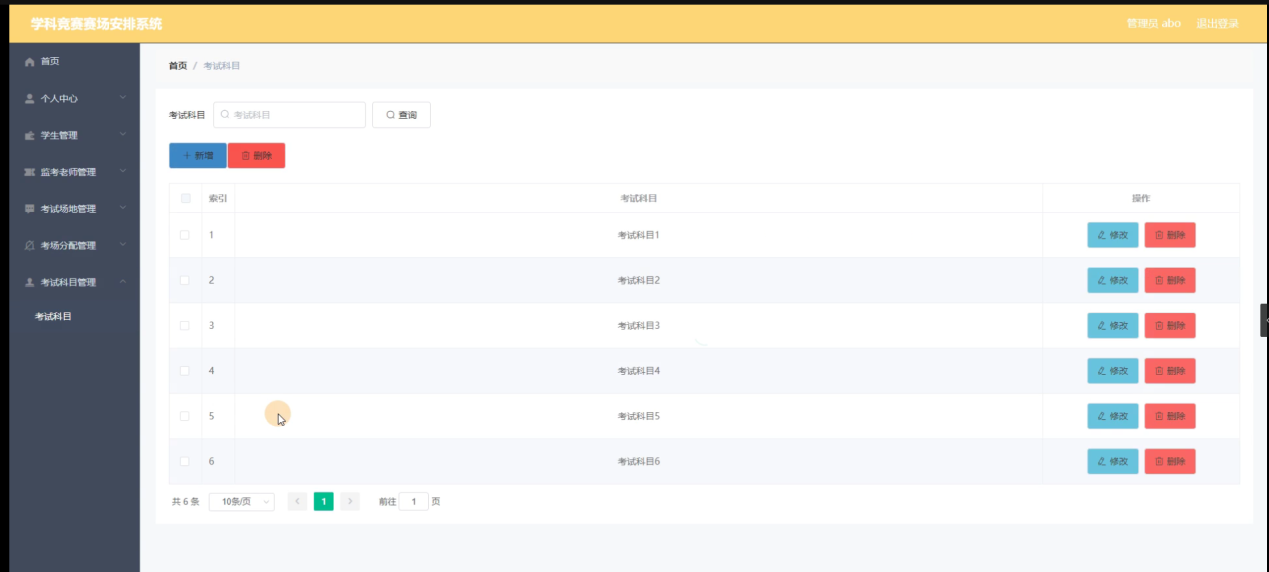 学科竞赛赛场安排系统 管理员 abo 退出登录
首页
个人中心
学生管理
监考老师管理
考试场地管理
考场分配管理
考试科目管理
考试科目
首页 / 考试科目
考试科目 考试科目 查询
新增 删除
索引 考试科目 操作
1 考试科目1 修改 删除
2 考试科目2 修改 删除
3 考试科目3 修改 删除
4 考试科目4 修改 删除
5 考试科目5 修改 删除
6 考试科目6 修改 删除
共 6 条 10条/页 1 前往 1 页